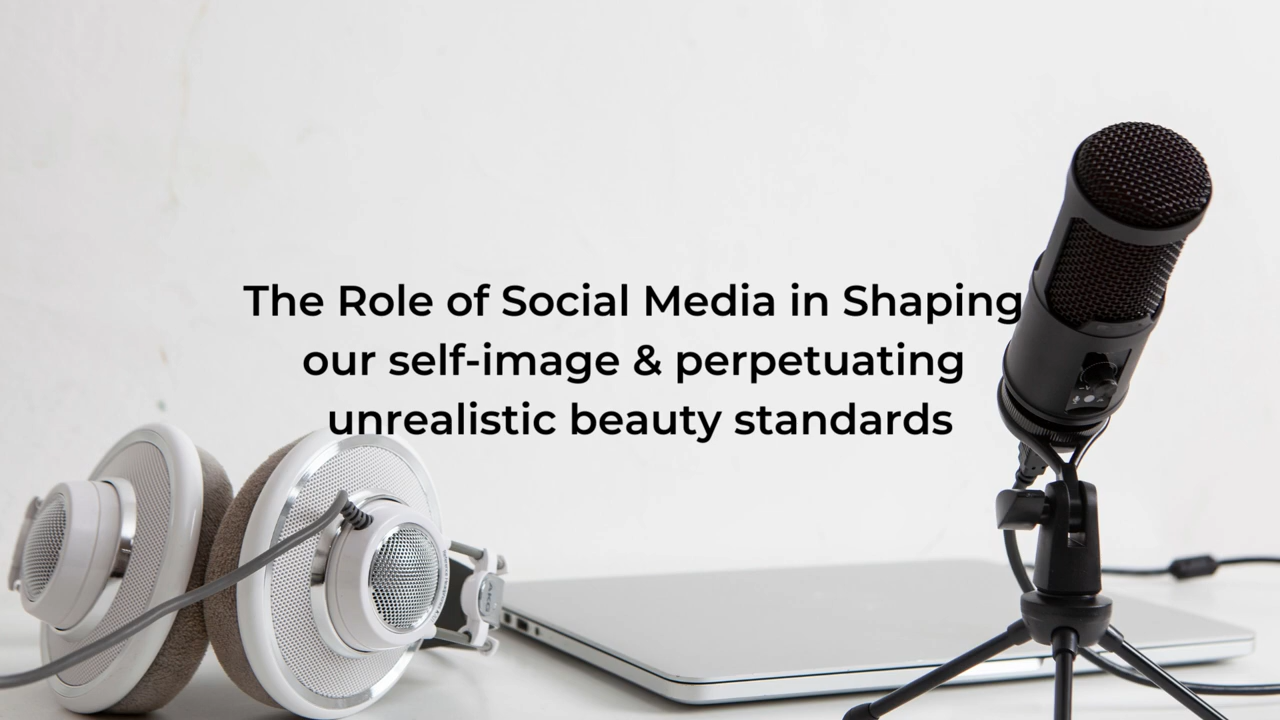 The Role of Social Media in Shaping
our self-image & perpetuating
unrealistic beauty standards